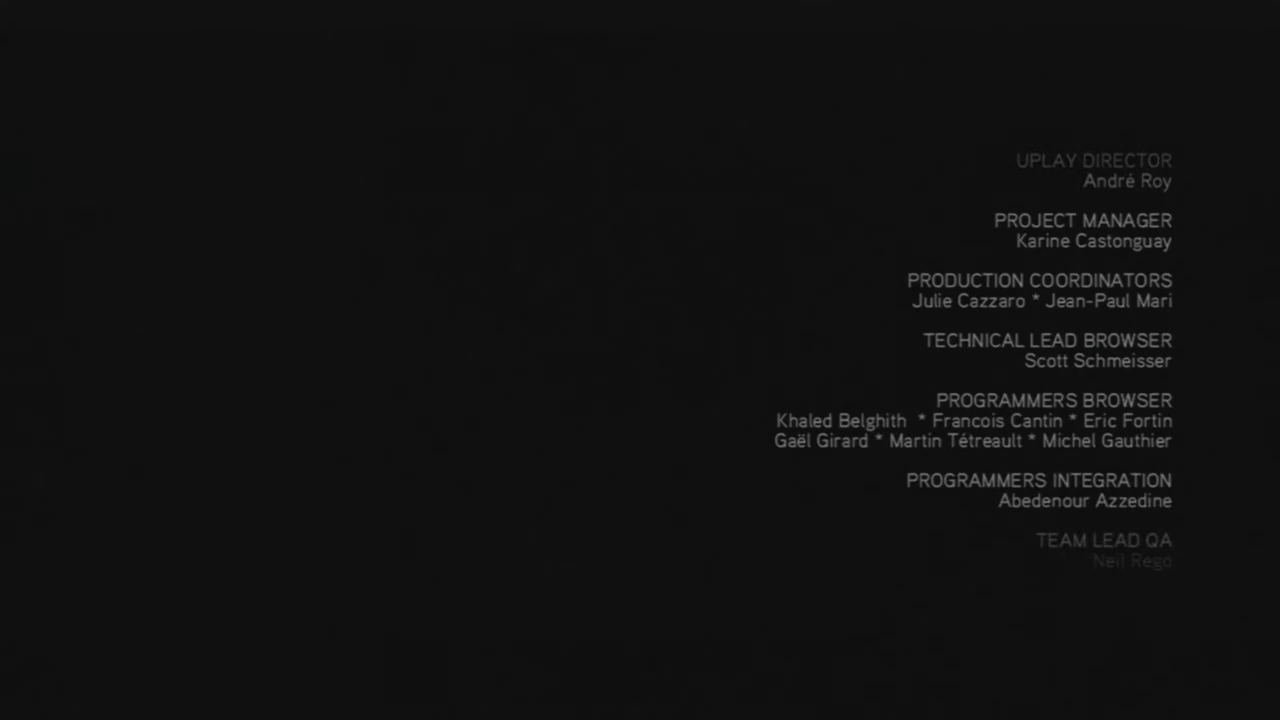 UPLAY DIRECTOR
André Roy
PROJECT MANAGER
Karine Castonguay
PRODUCTION COORDINATORS
Julie Cazzaro * Jean-Paul Mari
TECHNICAL LEAD BROWSER
Scott Schmeisser
PROGRAMMERS BROWSER
Khaled Belghith * Francois Cantin * Eric Fortin
Gaël Girard * Martin Tétreault * Michel Gauthier
PROGRAMMERS INTEGRATION
Abedenour Azzedine
TEAM LEAD QA
Neil Rego